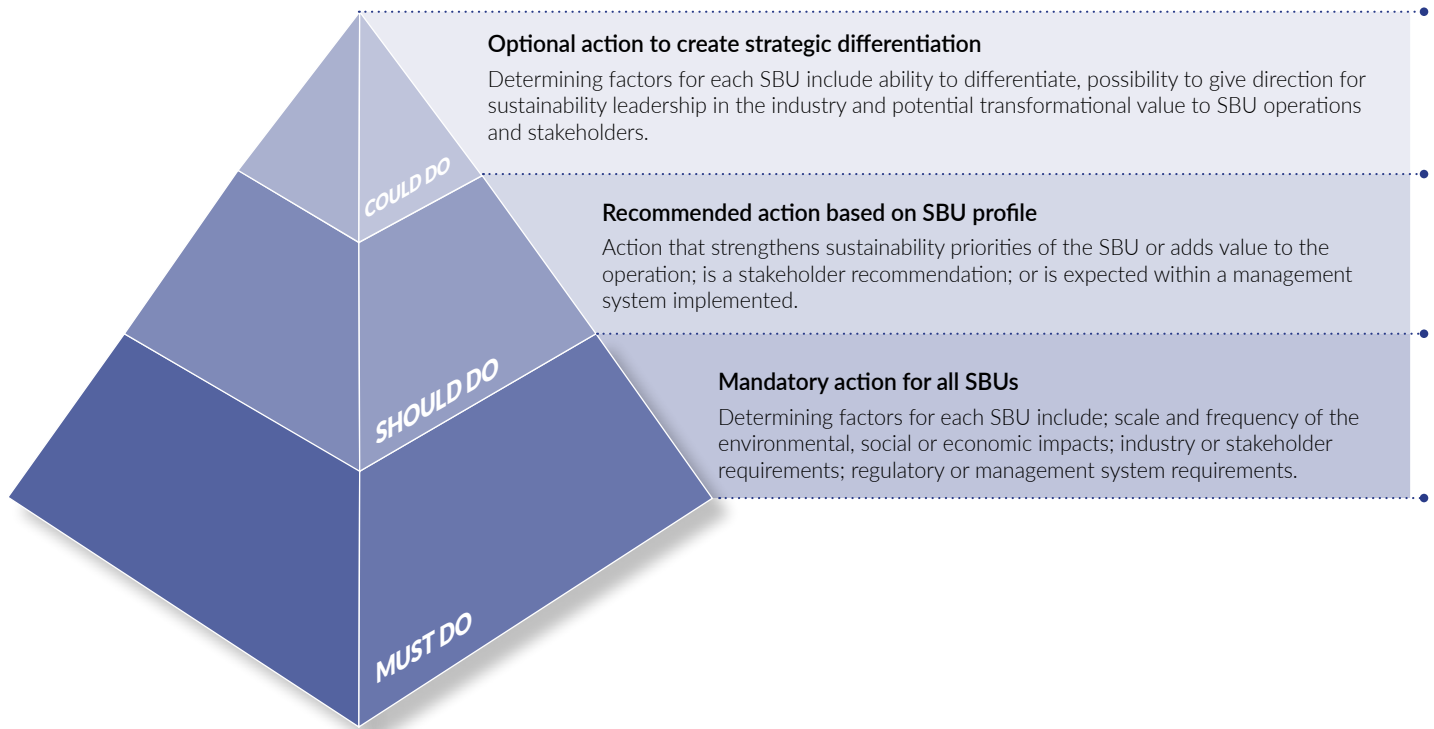 Optional action to create strategic differentiation
Determining factors for each SBU include ability to differentiate, possibility to give direction for
sustainability leadership in the industry and potential transformational value to SBU operations
and stakeholders.
COULD DO
Recommended action based on SBU profile
Action that strengthens sustainability priorities of the SBU or adds value to the
operation; is a stakeholder recommendation; or is expected within a management
system implemented.
SHOULD DO
Mandatory action for all SBUs
Determining factors for each SBU include; scale and frequency of the
environmental, social or economic impacts; industry or stakeholder
requirements; regulatory or management system requirements.
MUST DO